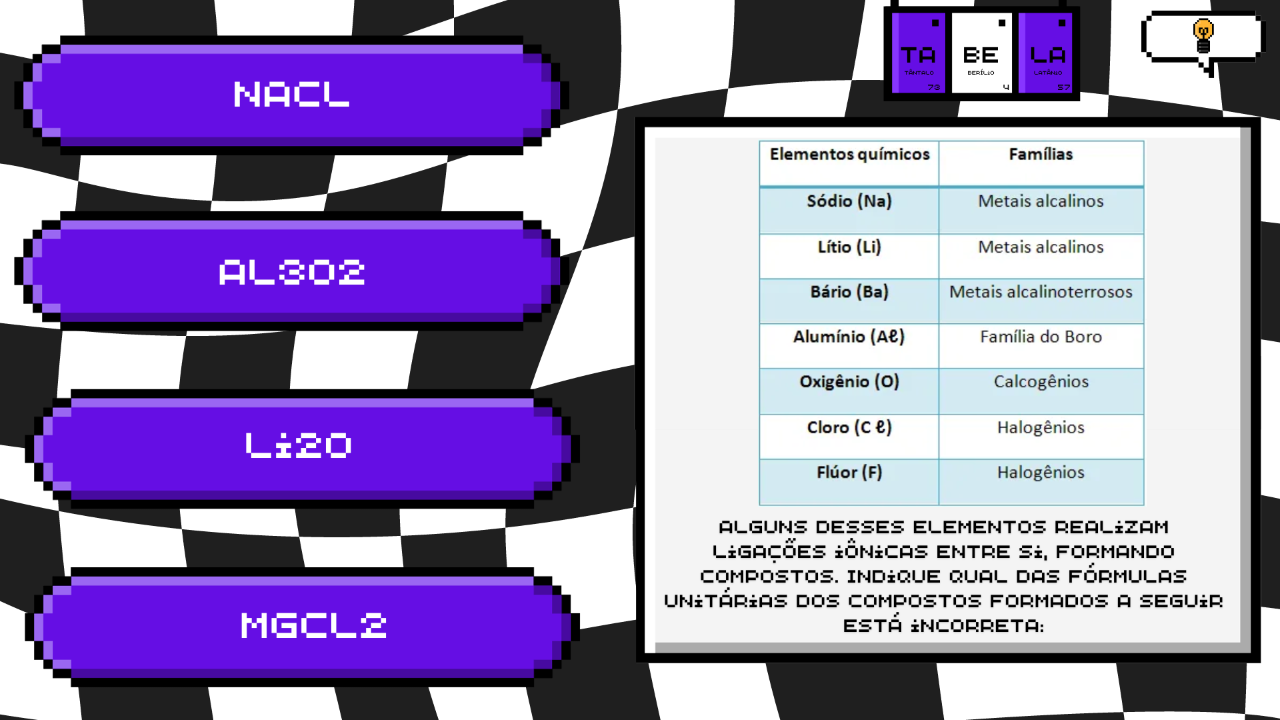 NACL
AL3O2
Li2O
MGCL2
TA BE LA
TÂNTALO BERÍLIO LATÂNIO
73 4 57
Elementos químicos Famílias
Sódio (Na) Metais alcalinos
Lítio (Li) Metais alcalinos
Bário (Ba) Metais alcalinoterrosos
Alumínio (Aℓ) Família do Boro
Oxigênio (O) Calcogênios
Cloro (C ℓ) Halogênios
Flúor (F) Halogênios
ALGUNS DESSES ELEMENTOS REALiZAM
LiGAÇÕES iÔNiCAS ENTRE Si, FORMANDO
COMPOSTOS. INDiQUE QUAL DAS FÓRMULAS
UNiTÁRiAS DOS COMPOSTOS FORMADOS A SEGUiR
ESTÁ iNCORRETA: